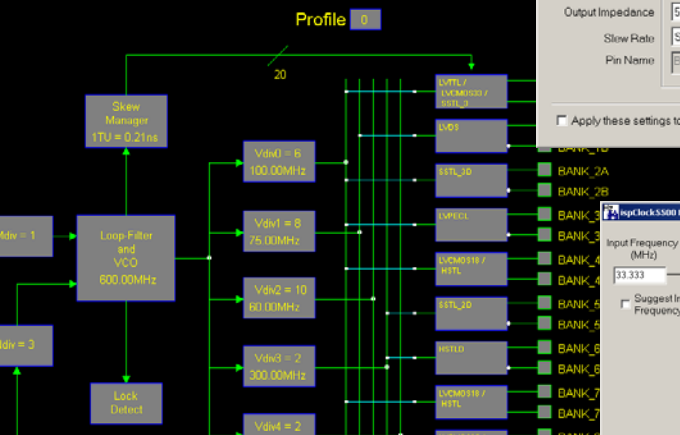 Profile 0
Output Impedance 5
Slew Rate S
Pin Name
Apply these settings to
20
Skew
Manager
1TU = 0.21ns
LVTTL /
LVCMOS33 /
SSTL_3
LVDS
BANK_1B
Vdiv0 = 6
100.00MHz
SSTL_3D
BANK_2A
BANK_2B
ispClock5500
LVPECL
BANK_3
BANK_3
Mdiv = 1
Loop-Filter
and
VCO
600.00MHz
Vdiv1 = 8
75.00MHz
Input Frequency
(MHz)
33.333
LVCMOS18 /
HSTL
BANK_4
BANK_4
Vdiv2 = 10
60.00MHz
SSTL_2D
BANK_5
BANK_5
Suggest In
Frequency
Ndiv = 3
Vdiv3 = 2
300.00MHz
HSTLD
BANK_6
BANK_6
Lock
Detect
LVCMOS18 /
HSTL
BANK_7
BANK_7
Vdiv4 = 2